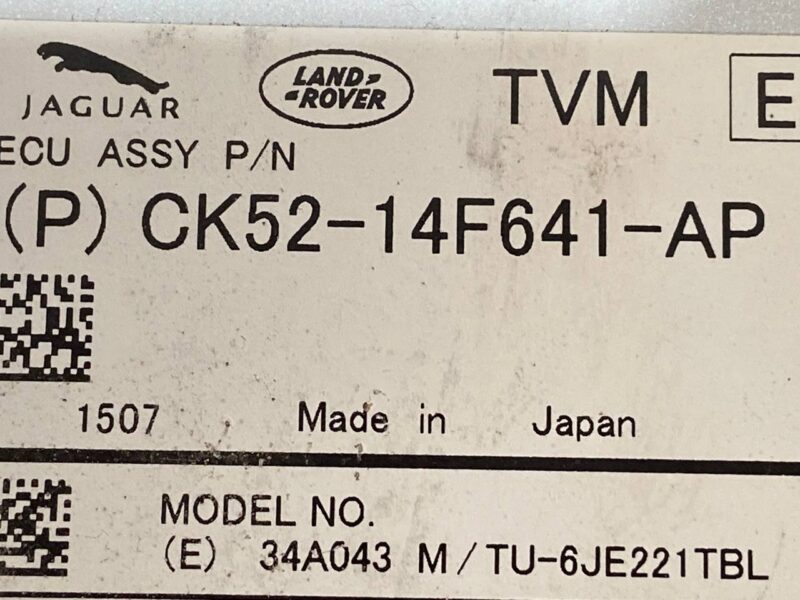 JAGUAR LAND ROVER TVM E
ECU ASSY P/N
(P) CK52-14F641-AP
1507 Made in Japan
MODEL NO.
(E) 34A043 M/TU-6JE221TBL